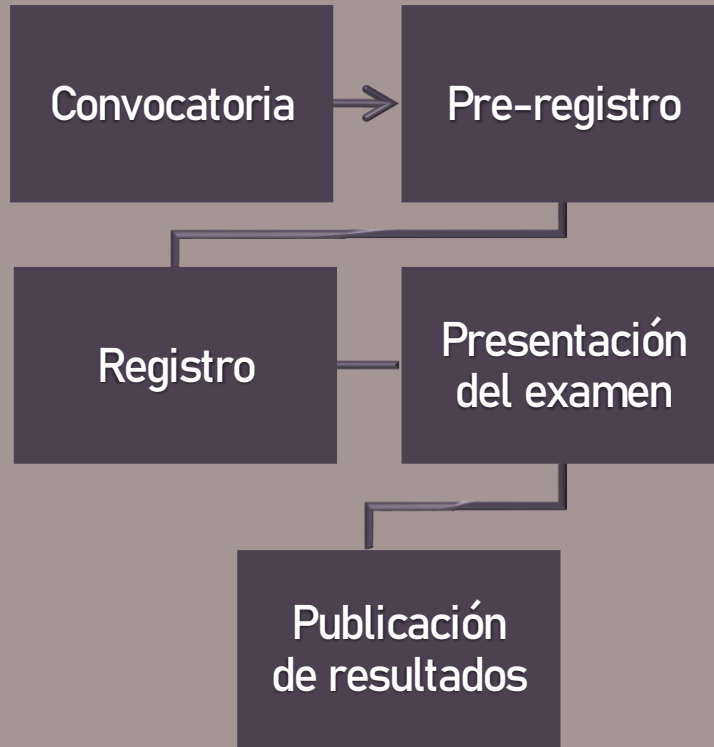 Convocatoria
Pre-registro
Registro
Presentación
del examen
Publicación
de resultados